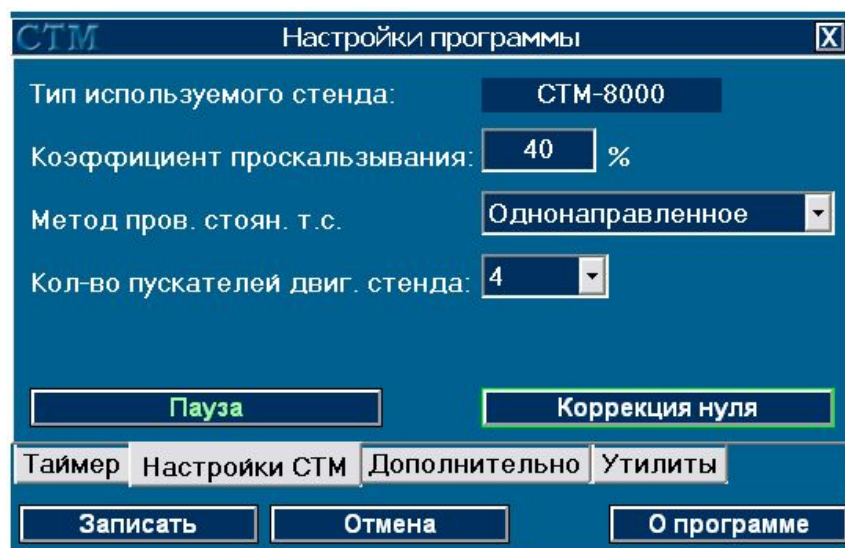 СТМ Настройки программы X
Тип используемого стенда: СТМ-8000
Коэффициент проскальзывания: 40 %
Метод пров. стоян. т.с. Однонаправленное
Кол-во пускателей двиг. стенда: 4
Пауза Коррекция нуля
Таймер Настройки СТМ Дополнительно Утилиты
Записать Отмена О программе